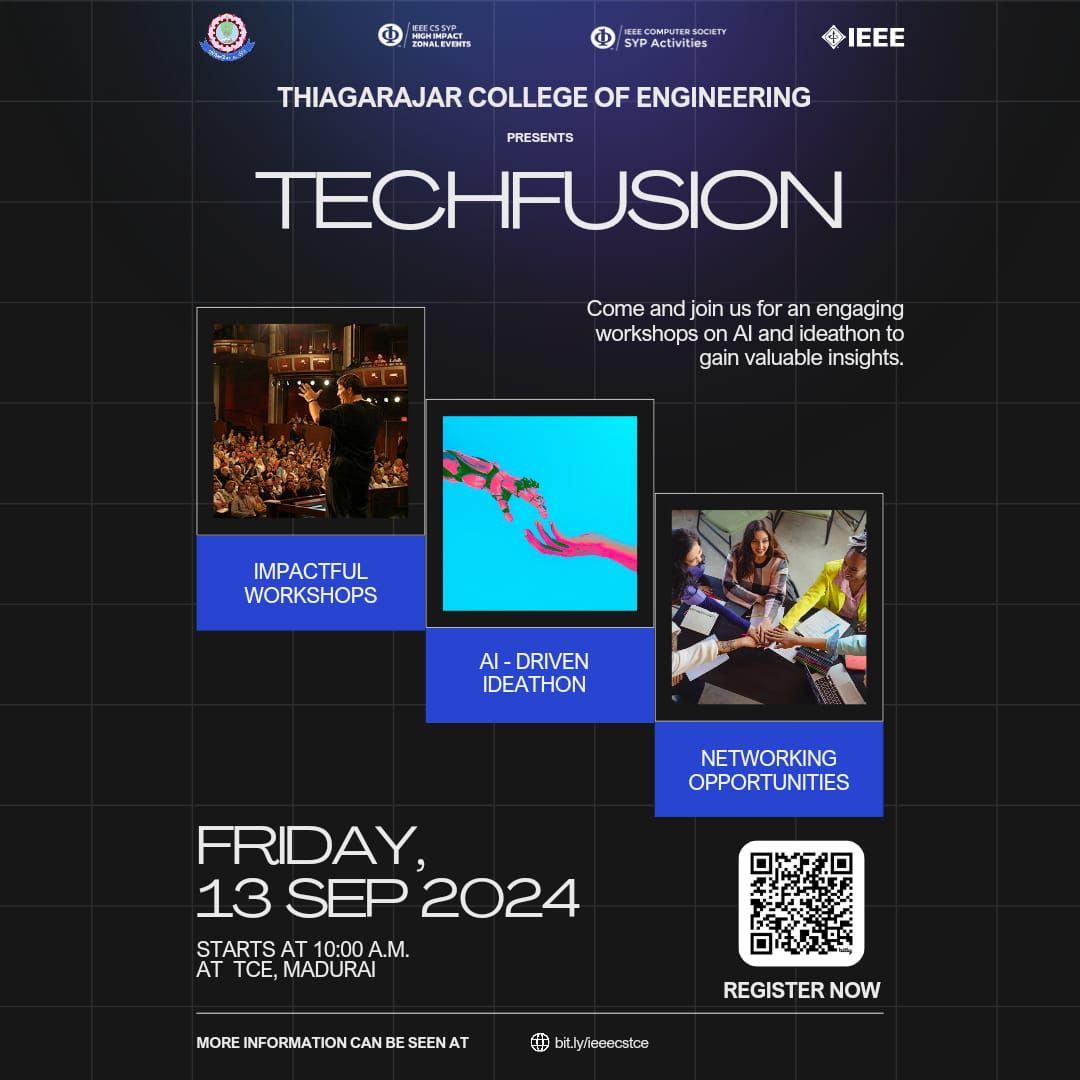 IEEE CS SYP
HIGH IMPACT
ZONAL EVENTS
IEEE COMPUTER SOCIETY
SYP Activities
IEEE
THIAGARAJAR COLLEGE OF ENGINEERING
PRESENTS
TECHFUSION
Come and join us for an engaging
workshops on AI and ideathon to
gain valuable insights.
IMPACTFUL
WORKSHOPS
AI - DRIVEN
IDEATHON
NETWORKING
OPPORTUNITIES
FRIDAY,
13 SEP 2024
STARTS AT 10:00 A.M.
AT TCE, MADURAI
bitly
REGISTER NOW
MORE INFORMATION CAN BE SEEN AT
bit.ly/ieeecstce